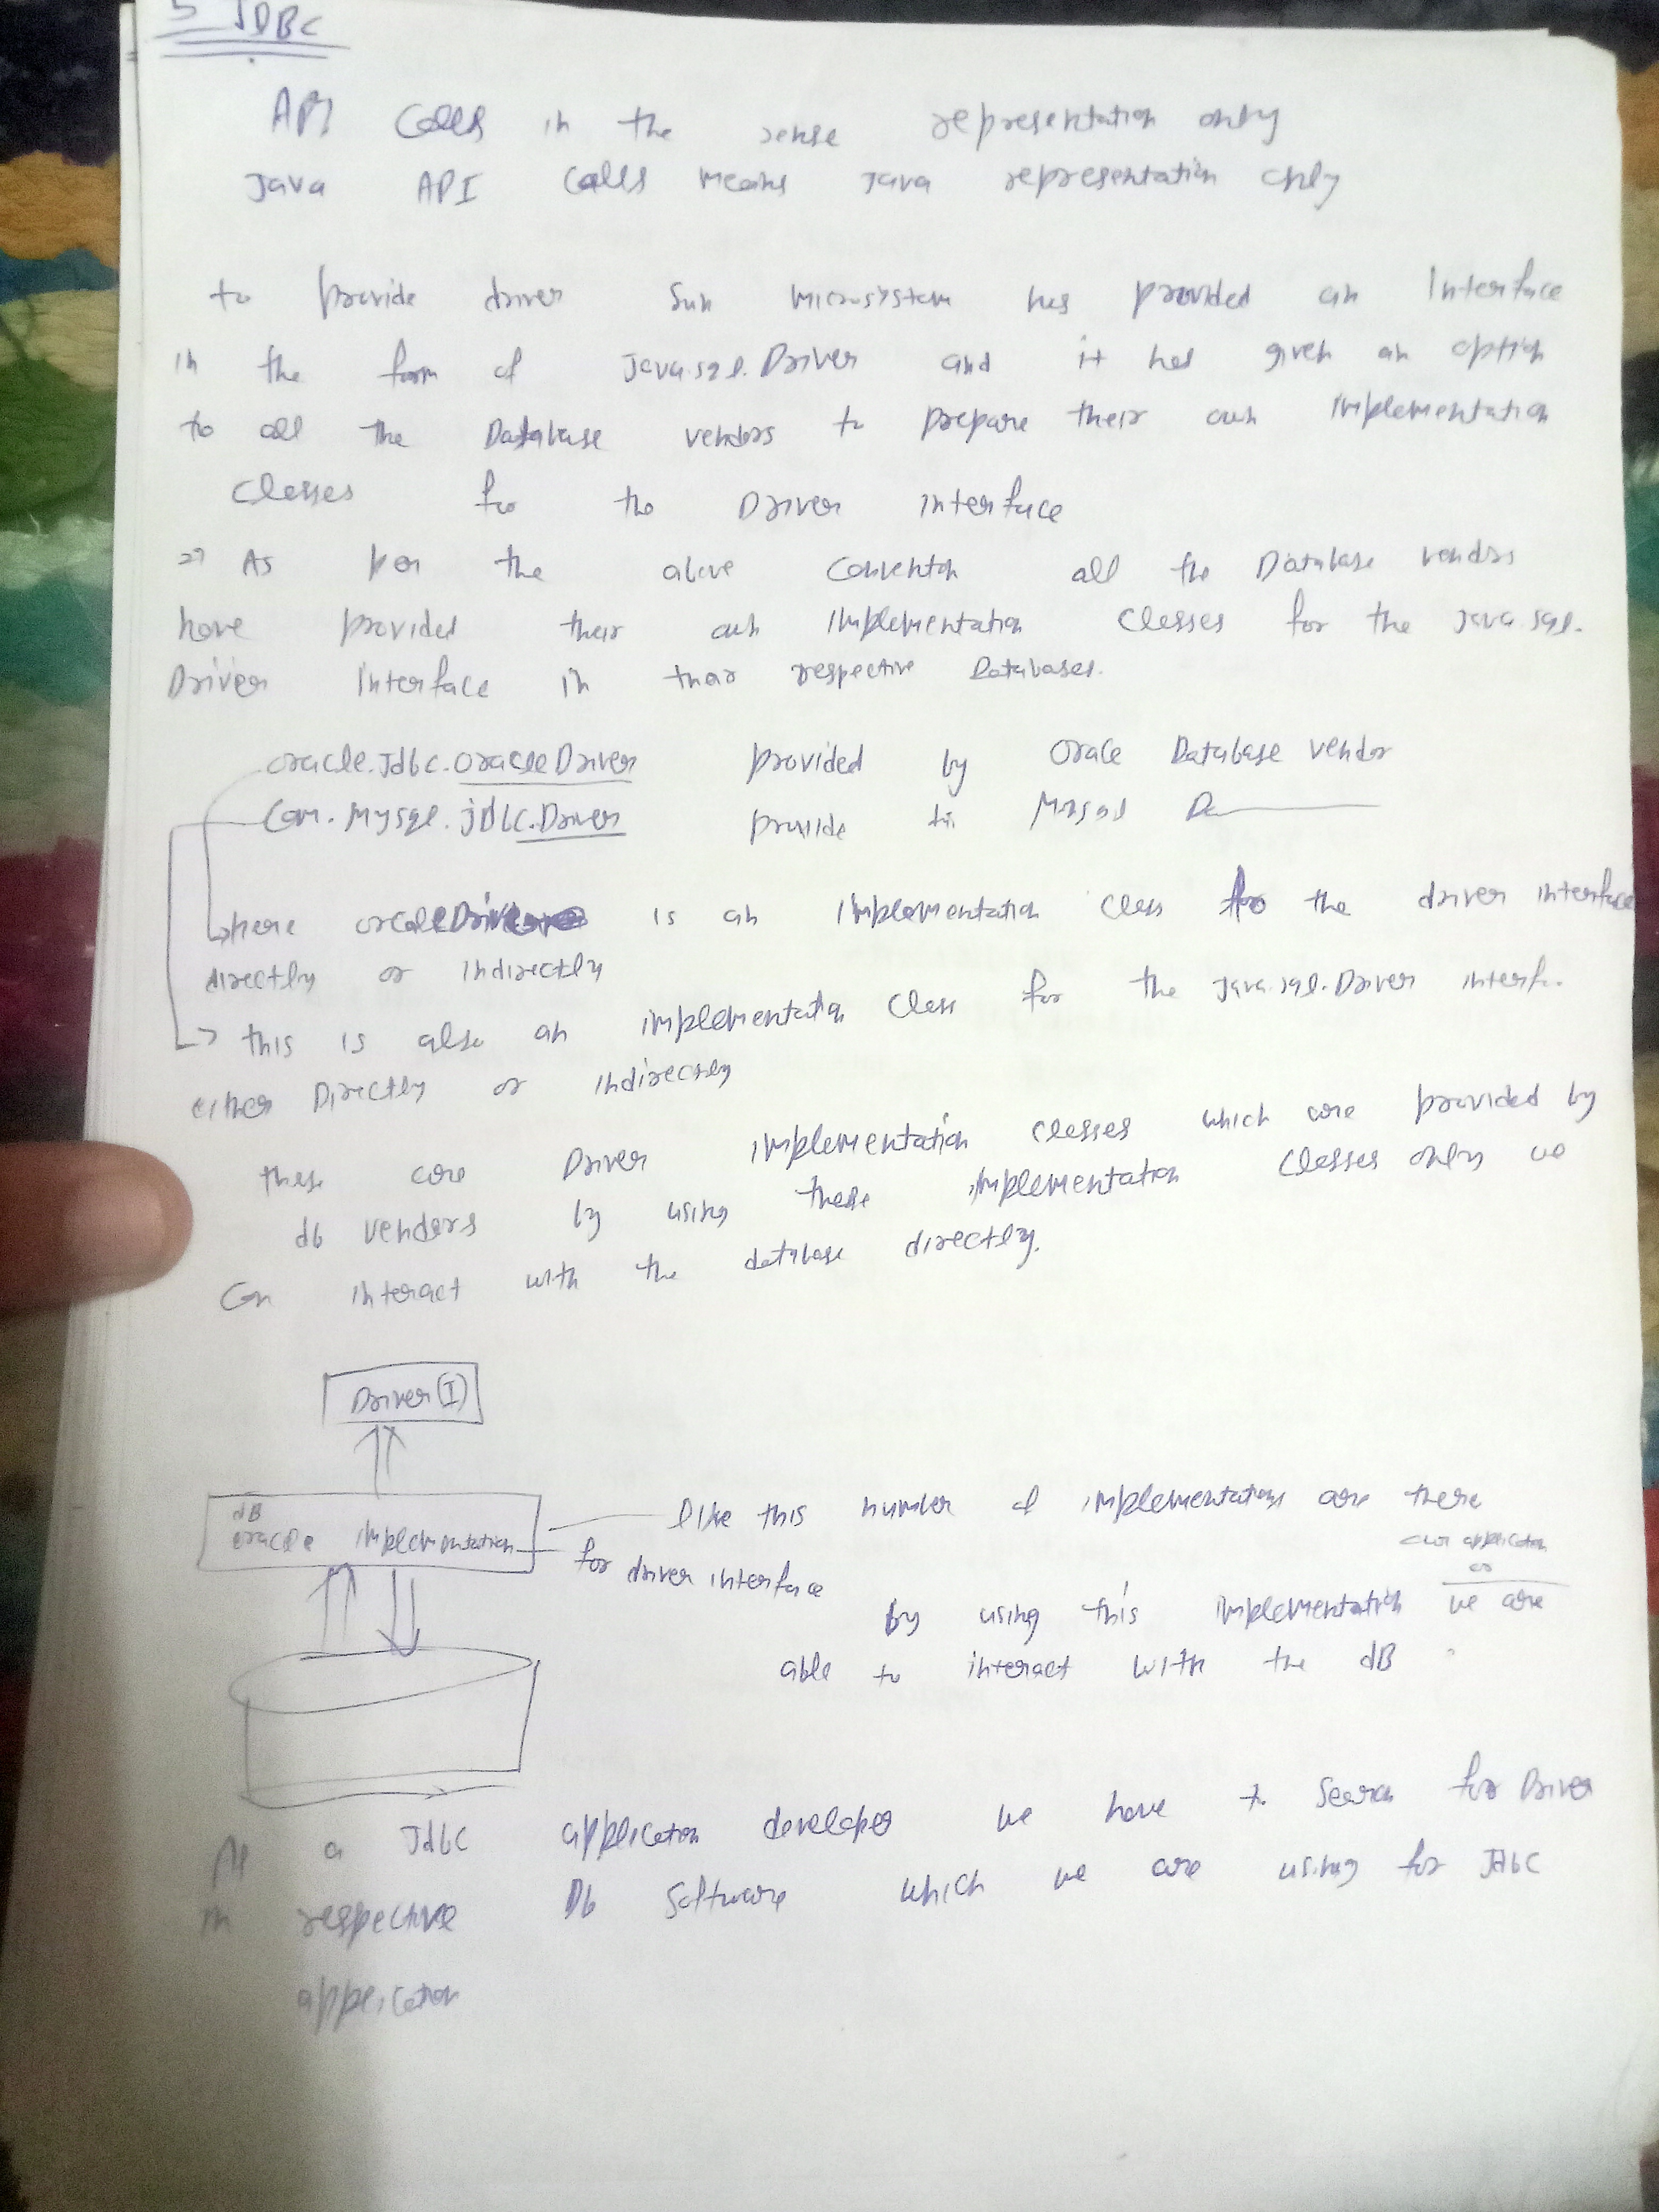 5 JDBC
API calls in the sense representation only
Java API calls means Java representation only
to provide driver Sun Microsystem has provided an Interface
in the form of Java.sql.Driver and it has given an option
to all the Database vendors to prepare their own implementation
classes for the Driver interface
=> As per the above convention all the Database vendors
have provided their own implementation classes for the java.sql.
Driver interface in their respective Databases.
oracle.Jdbc.oracleDriver provided by Orace Database vendor
Com.Mysql.jdbc.Driver provide by Mysql D
here oracleDriver is an implementation class for the driver interface
directly or indirectly
this is also an implementation class for the Java.sql.Driver interf.
either Directly or indirectly
these are Driver implementation classes which are provided by
db vendors by using these implementation classes only we
Can interact with the database directly.
Driver (I)
dB
oracle implementation
like this number of implementations are there
for driver interface
our application
or
by using this implementation we are
able to interact with the dB
As a Jdbc application developer we have to search for Driver
in respective Db software which we are using for Jdbc
application